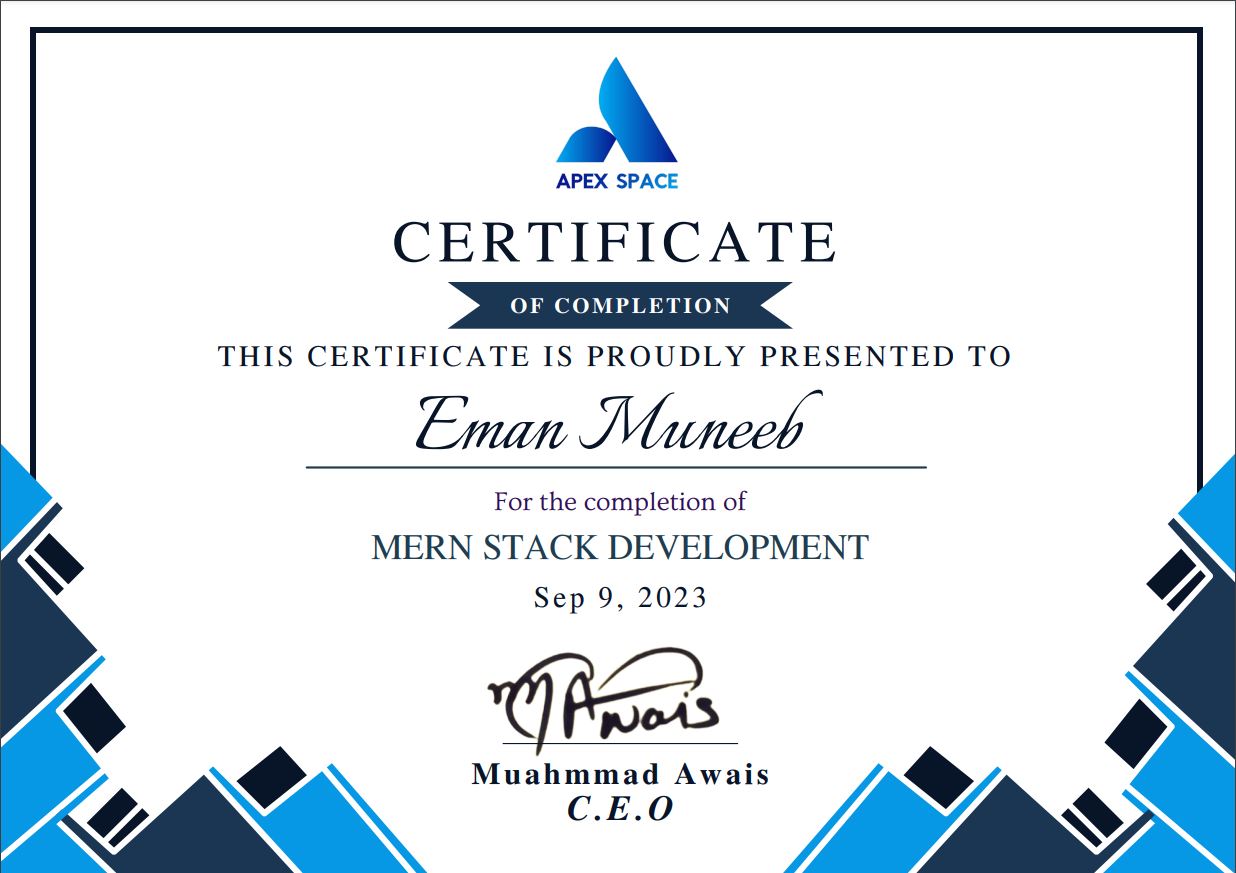 APEX SPACE
CERTIFICATE
OF COMPLETION
THIS CERTIFICATE IS PROUDLY PRESENTED TO
Eman Muneeb
For the completion of
MERN STACK DEVELOPMENT
Sep 9, 2023
M Awais
Muahmmad Awais
C.E.O